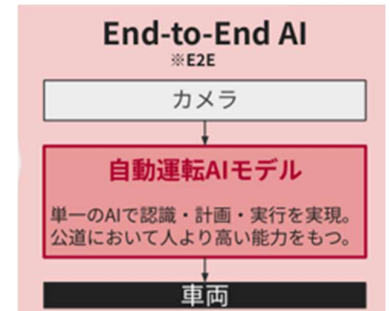 End-to-End AI
※E2E
カメラ
自動運転AIモデル
単一のAIで認識・計画・実行を実現。
公道において人より高い能力をもつ。
車両